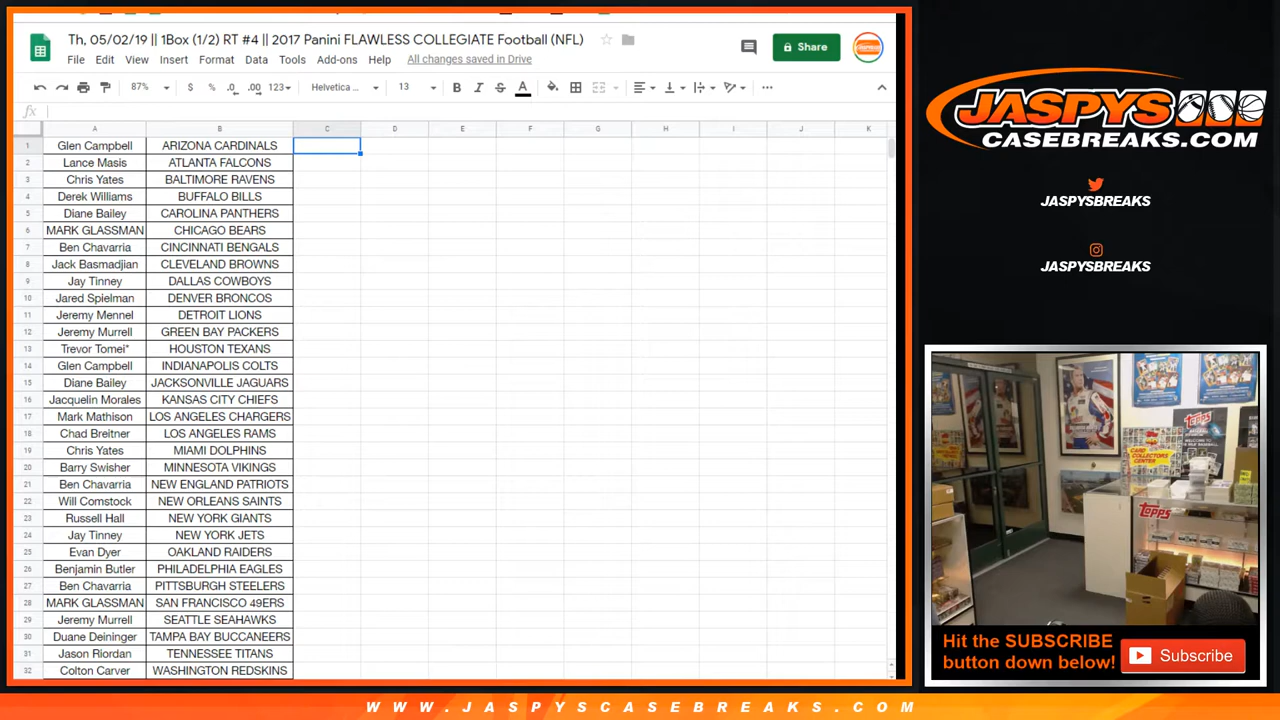 Th, 05/02/19 || 1Box (1/2) RT #4 || 2017 Panini FLAWLESS COLLEGIATE Football (NFL)
Share
File Edit View Insert Format Data Tools Add-ons Help All changes saved in Drive
87% $ % .0 .00 123 Helvetica ... 13 B I S A
fx
A B C D E F G H I J K
1 Glen Campbell ARIZONA CARDINALS
2 Lance Masis ATLANTA FALCONS
3 Chris Yates BALTIMORE RAVENS
4 Derek Williams BUFFALO BILLS
5 Diane Bailey CAROLINA PANTHERS
6 MARK GLASSMAN CHICAGO BEARS
7 Ben Chavarria CINCINNATI BENGALS
8 Jack Basmadjian CLEVELAND BROWNS
9 Jay Tinney DALLAS COWBOYS
10 Jared Spielman DENVER BRONCOS
11 Jeremy Mennel DETROIT LIONS
12 Jeremy Murrell GREEN BAY PACKERS
13 Trevor Tomei* HOUSTON TEXANS
14 Glen Campbell INDIANAPOLIS COLTS
15 Diane Bailey JACKSONVILLE JAGUARS
16 Jacquelin Morales KANSAS CITY CHIEFS
17 Mark Mathison LOS ANGELES CHARGERS
18 Chad Breitner LOS ANGELES RAMS
19 Chris Yates MIAMI DOLPHINS
20 Barry Swisher MINNESOTA VIKINGS
21 Ben Chavarria NEW ENGLAND PATRIOTS
22 Will Comstock NEW ORLEANS SAINTS
23 Russell Hall NEW YORK GIANTS
24 Jay Tinney NEW YORK JETS
25 Evan Dyer OAKLAND RAIDERS
26 Benjamin Butler PHILADELPHIA EAGLES
27 Ben Chavarria PITTSBURGH STEELERS
28 MARK GLASSMAN SAN FRANCISCO 49ERS
29 Jeremy Murrell SEATTLE SEAHAWKS
30 Duane Deininger TAMPA BAY BUCCANEERS
31 Jason Riordan TENNESSEE TITANS
32 Colton Carver WASHINGTON REDSKINS
JASPYS
CASEBREAKS.COM
JASPYSBREAKS
JASPYSBREAKS
Topps
CARD
COLLECTORS
CENTER
Topps
Hit the SUBSCRIBE
button down below!
Subscribe
WWW.JASPYSCASEBREAKS.COM